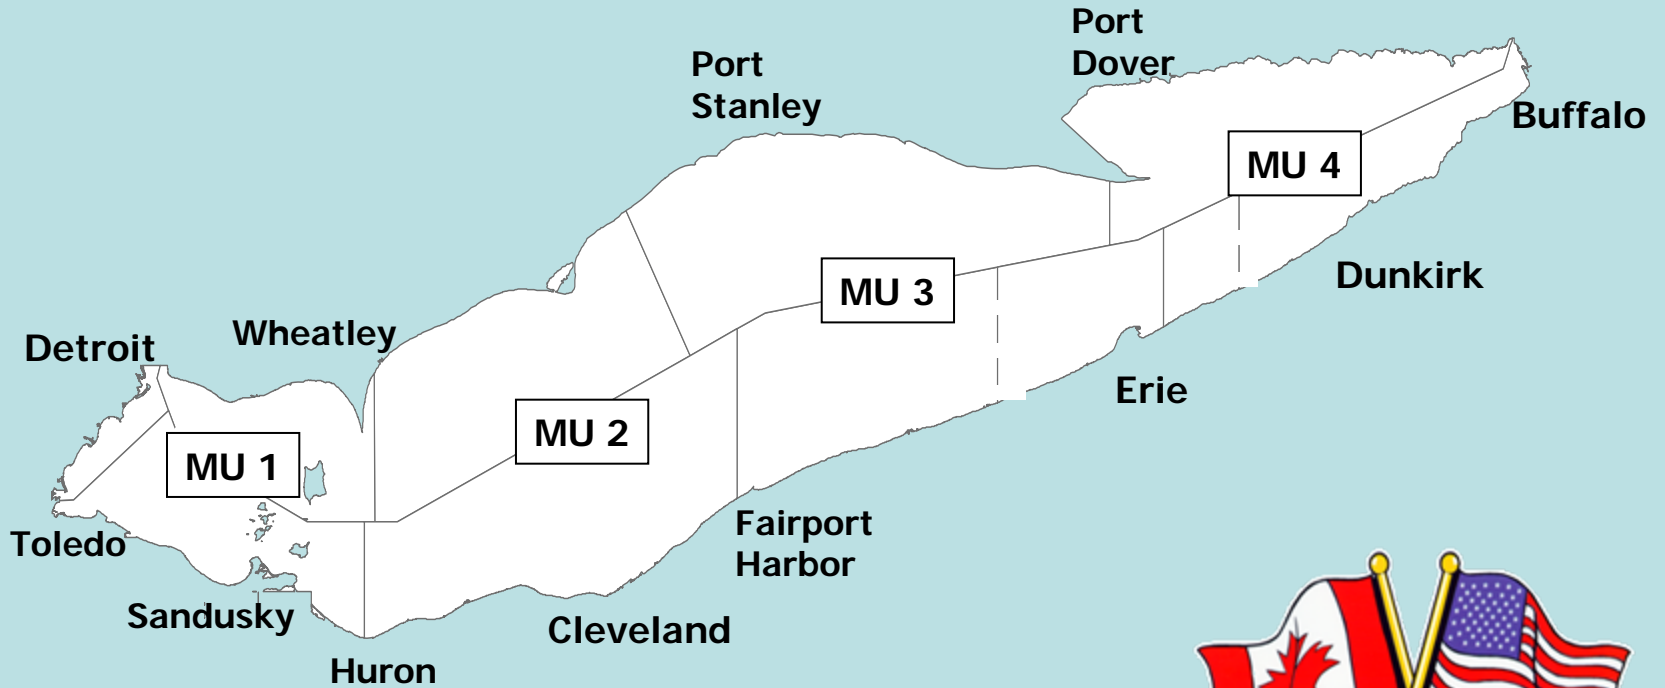 Port
Dover
Port
Stanley
Buffalo
MU 4
Dunkirk
MU 3
Wheatley
Detroit
Erie
MU 2
MU 1
Fairport
Harbor
Toledo
Sandusky
Cleveland
Huron